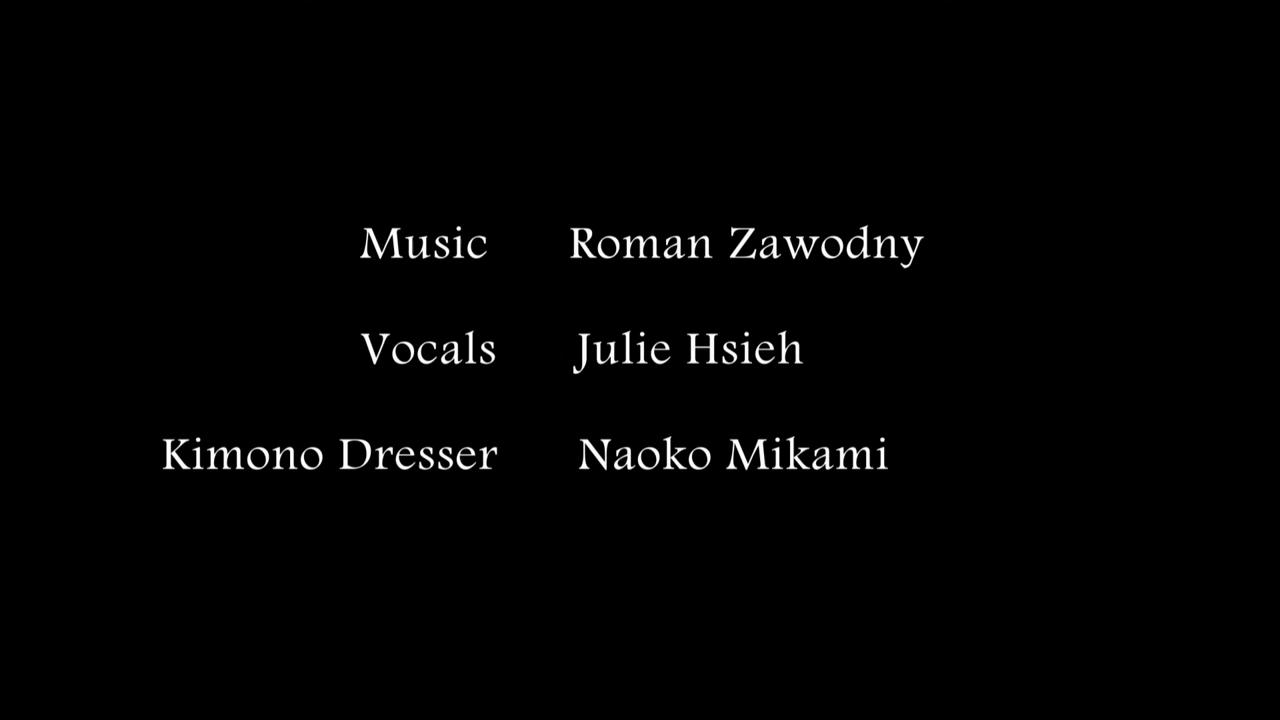 Music Roman Zawodny
Vocals Julie Hsieh
Kimono Dresser Naoko Mikami